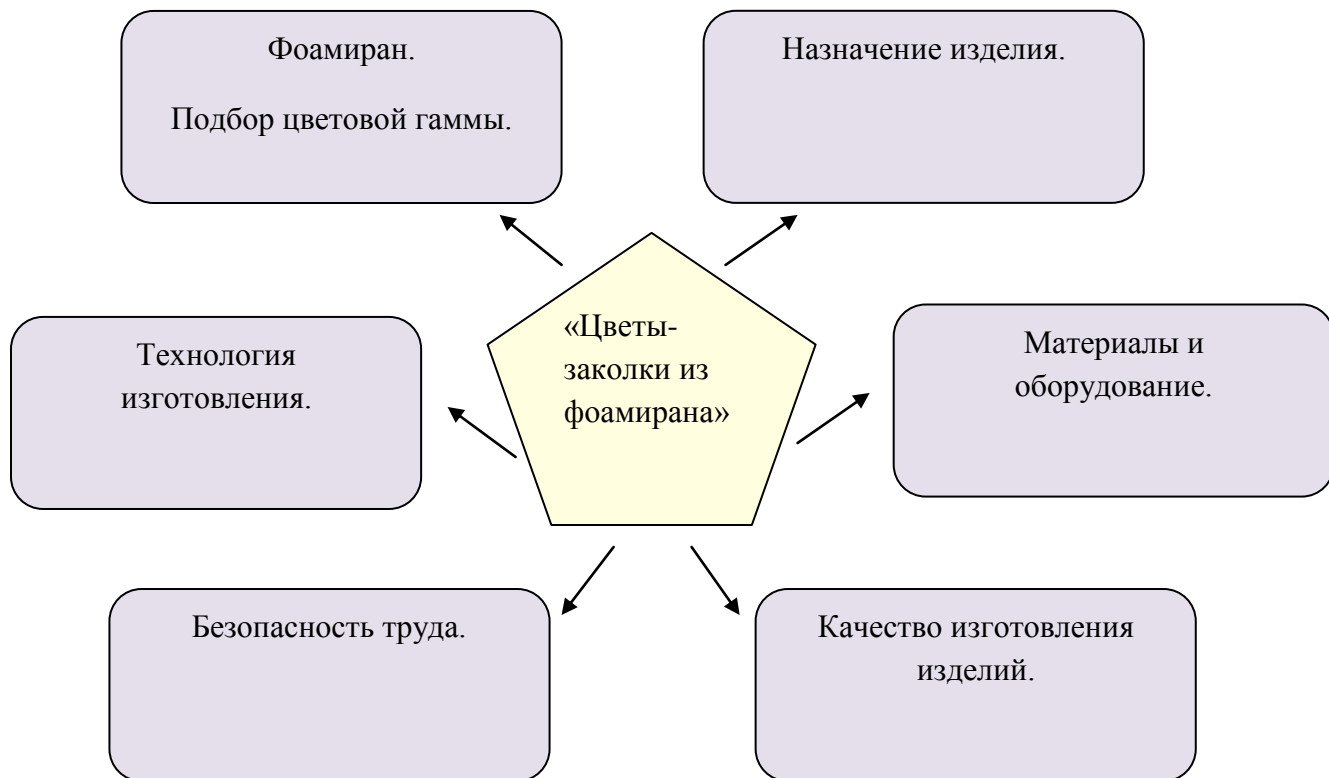 Фоамиран.
Подбор цветовой гаммы.
Назначение изделия.
«Цветы-
заколки из
фоамирана»
Технология
изготовления.
Материалы и
оборудование.
Безопасность труда.
Качество изготовления
изделий.